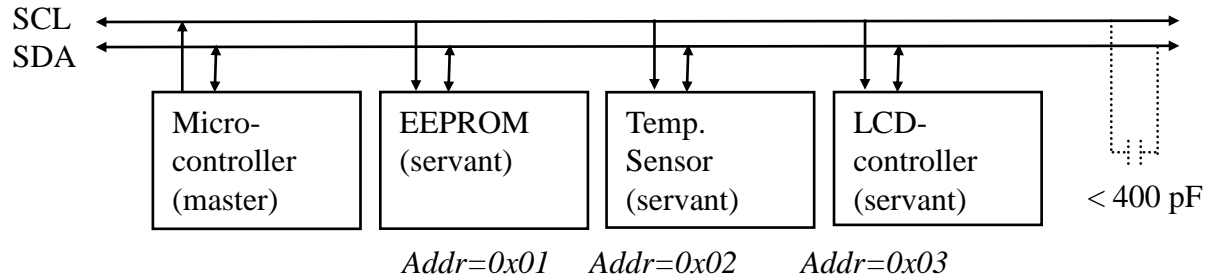 SCL
SDA
Micro-
controller
(master)
EEPROM
(servant)
Temp.
Sensor
(servant)
LCD-
controller
(servant)
< 400 pF
Addr=0x01
Addr=0x02
Addr=0x03